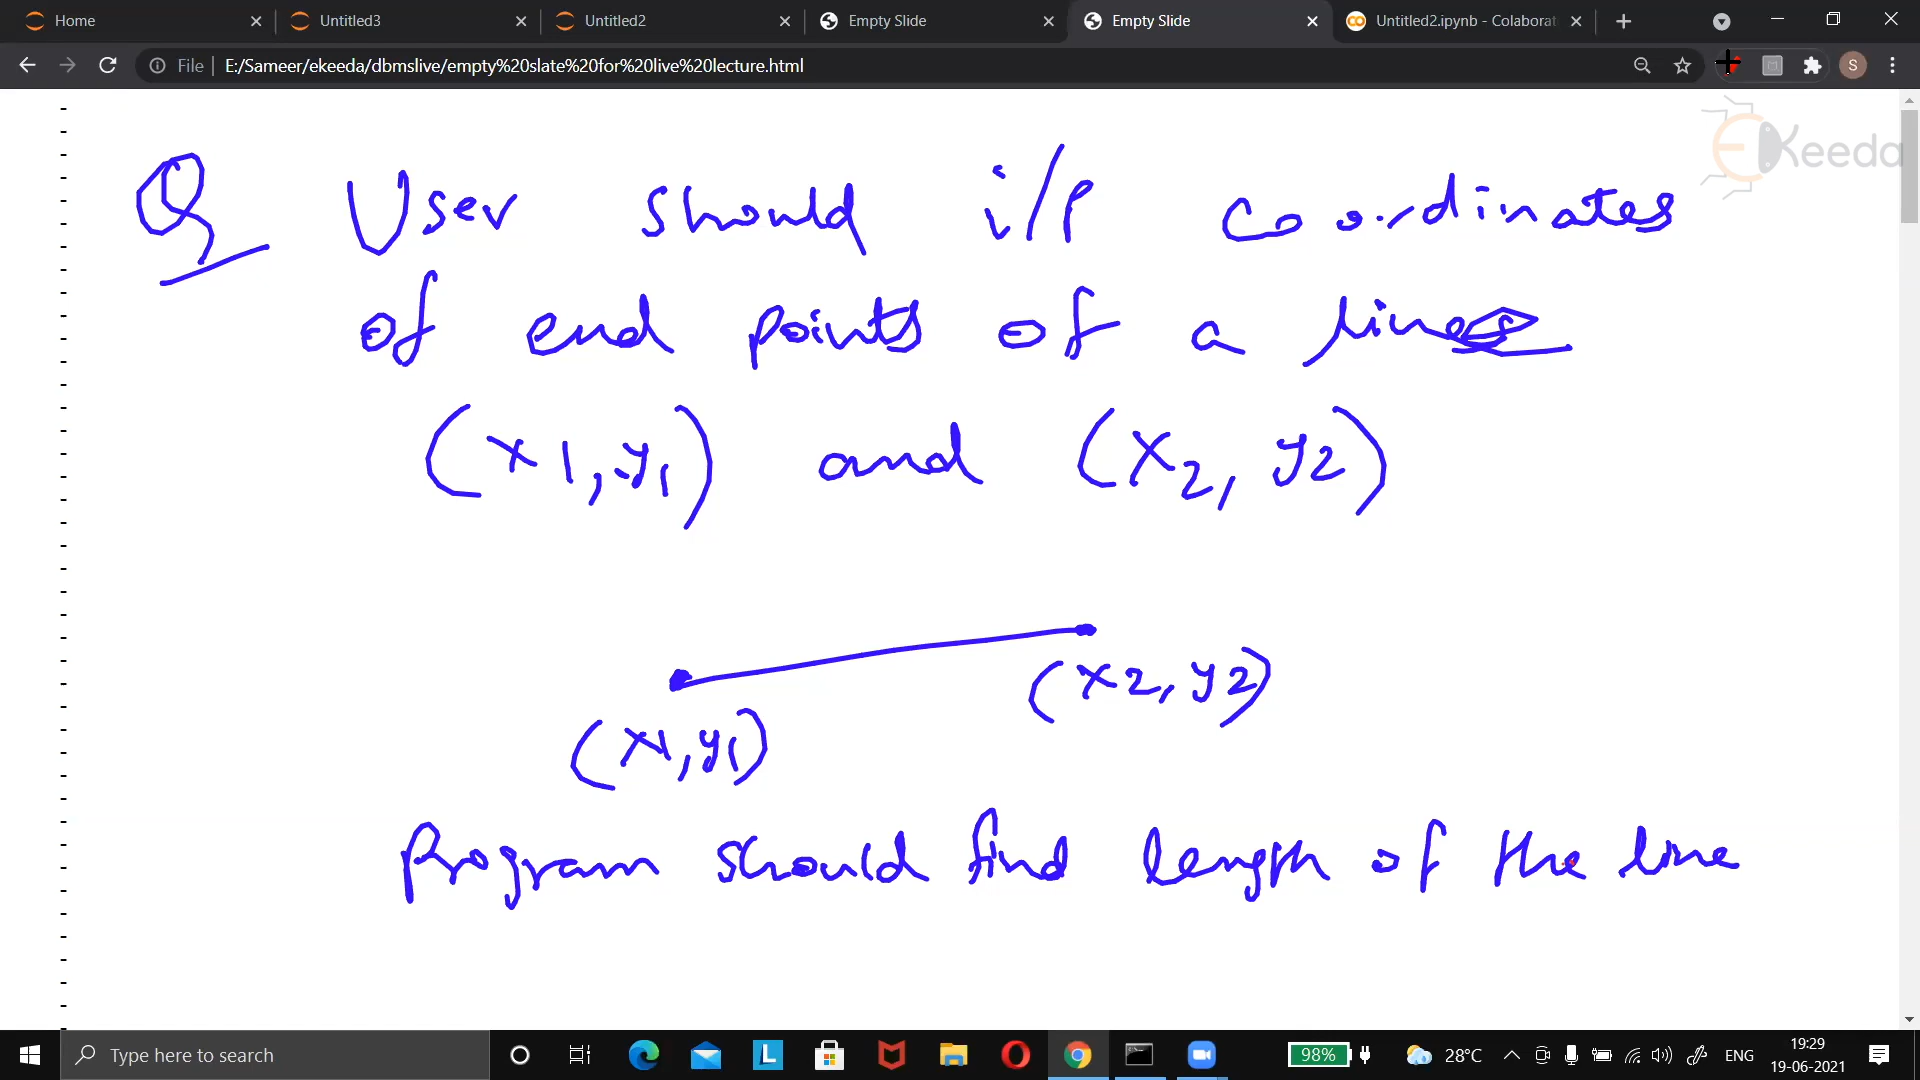 Home
Untitled3
Untitled2
Empty Slide
Empty Slide
Untitled2.ipynb - Colaborat
File | E:/Sameer/ekeeda/dbmslive/empty%20slate%20for%20live%20lecture.html
S
EKeeda
Q User should i/p coordinates
of end points of a line
(x1,y1) and (x2, y2)
(x2, y2)
(x1,y1)
Program should find length of the line
Type here to search
L
98%
28°C
ENG
19:29
19-06-2021